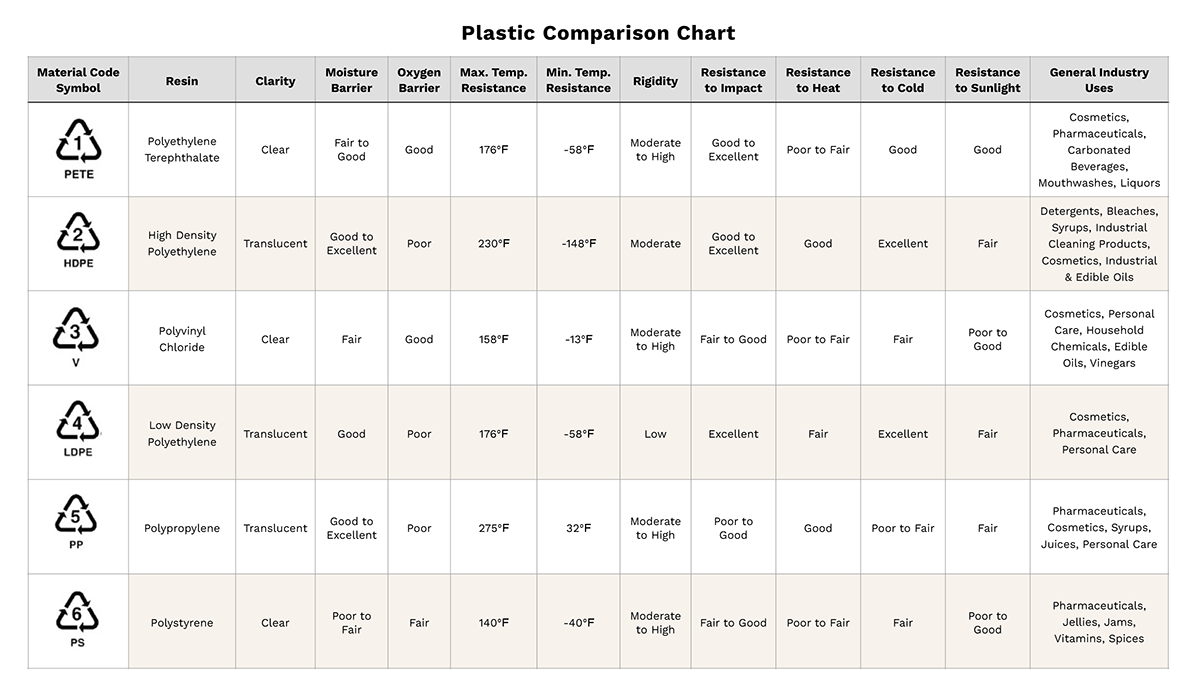 Plastic Comparison Chart
Material Code
Symbol
Resin
Clarity
Moisture
Barrier
Oxygen
Barrier
Max. Temp.
Resistance
Min. Temp.
Resistance
Rigidity
Resistance
to Impact
Resistance
to Heat
Resistance
to Cold
Resistance
to Sunlight
General Industry
Uses
1
PETE
Polyethylene
Terephthalate
Clear
Fair to
Good
Good
176°F
-58°F
Moderate
to High
Good to
Excellent
Poor to Fair
Good
Good
Cosmetics,
Pharmaceuticals,
Carbonated
Beverages,
Mouthwashes, Liquors
2
HDPE
High Density
Polyethylene
Translucent
Good to
Excellent
Poor
230°F
-148°F
Moderate
Good to
Excellent
Good
Excellent
Fair
Detergents, Bleaches,
Syrups, Industrial
Cleaning Products,
Cosmetics, Industrial
& Edible Oils
3
V
Polyvinyl
Chloride
Clear
Fair
Good
158°F
-13°F
Moderate
to High
Fair to Good
Poor to Fair
Fair
Poor to
Good
Cosmetics, Personal
Care, Household
Chemicals, Edible
Oils, Vinegars
4
LDPE
Low Density
Polyethylene
Translucent
Good
Poor
176°F
-58°F
Low
Excellent
Fair
Excellent
Fair
Cosmetics,
Pharmaceuticals,
Personal Care
5
PP
Polypropylene
Translucent
Good to
Excellent
Poor
275°F
32°F
Moderate
to High
Poor to
Good
Good
Poor to Fair
Fair
Pharmaceuticals,
Cosmetics, Syrups,
Juices, Personal Care
6
PS
Polystyrene
Clear
Poor to
Fair
Fair
140°F
-40°F
Moderate
to High
Fair to Good
Poor to Fair
Fair
Poor to
Good
Pharmaceuticals,
Jellies, Jams,
Vitamins, Spices